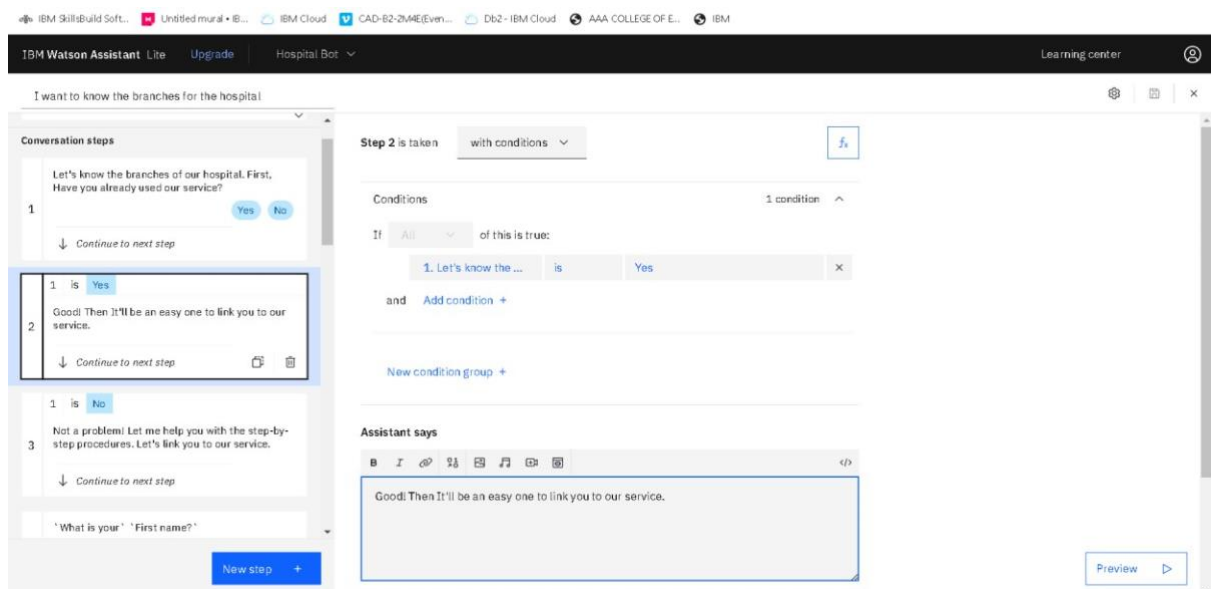 IBM SkillsBuild Soft... Untitled mural • IB... IBM Cloud CAD-B2-2M4E(Even... Db2 - IBM Cloud AAA COLLEGE OF E... IBM
IBM Watson Assistant Lite Upgrade Hospital Bot Learning center
I want to know the branches for the hospital
Conversation steps
1
Let's know the branches of our hospital. First,
Have you already used our service?
Yes No
Continue to next step
2
1 is Yes
Good! Then It'll be an easy one to link you to our
service.
Continue to next step
3
1 is No
Not a problem! Let me help you with the step-by-
step procedures. Let's link you to our service.
Continue to next step
`What is your` `First name?`
New step +
Step 2 is taken with conditions fx
Conditions 1 condition
If All of this is true:
1. Let's know the ... is Yes ×
and Add condition +
New condition group +
Assistant says
B I </>
Good! Then It'll be an easy one to link you to our service.
Preview